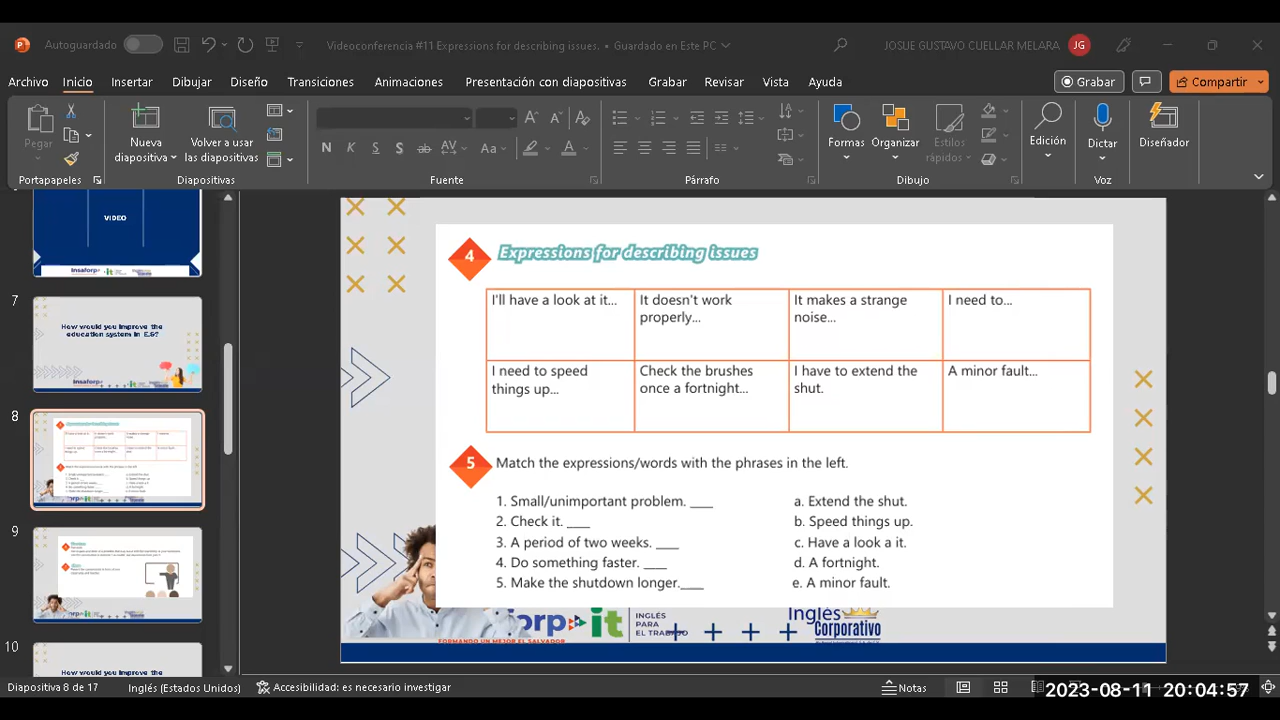 Autoguardado
Videoconferencia #11 Expressions for describing issues. • Guardado en Este PC
JOSUE GUSTAVO CUELLAR MELARA JG
Archivo Inicio Insertar Dibujar Diseño Transiciones Animaciones Presentación con diapositivas Grabar Revisar Vista Ayuda
Grabar Compartir
Pegar
Nueva diapositiva
Volver a usar las diapositivas
Formas
Organizar
Estilos rápidos
Edición
Dictar
Diseñador
Portapapeles Diapositivas Fuente Párrafo Dibujo Voz
VIDEO
7
How would you improve the
education system in E.S?
8
9
10
How would you improve the
4
Expressions for describing issues
I'll have a look at it... It doesn't work properly... It makes a strange noise... I need to...
I need to speed things up... Check the brushes once a fortnight... I have to extend the shut. A minor fault...
5
Match the expressions/words with the phrases in the left.
1. Small/unimportant problem. ____ a. Extend the shut.
2. Check it. ____ b. Speed things up.
3. A period of two weeks. ____ c. Have a look a it.
4. Do something faster. ____ d. A fortnight.
5. Make the shutdown longer.____ e. A minor fault.
orp it
INGLÉS
PARA
EL TRABAJO
FORMANDO UN MEJOR EL SALVADOR
Inglés
Corporativo
Diapositiva 8 de 17 Inglés (Estados Unidos) Accesibilidad: es necesario investigar Notas
2023-08-11 20:04:57